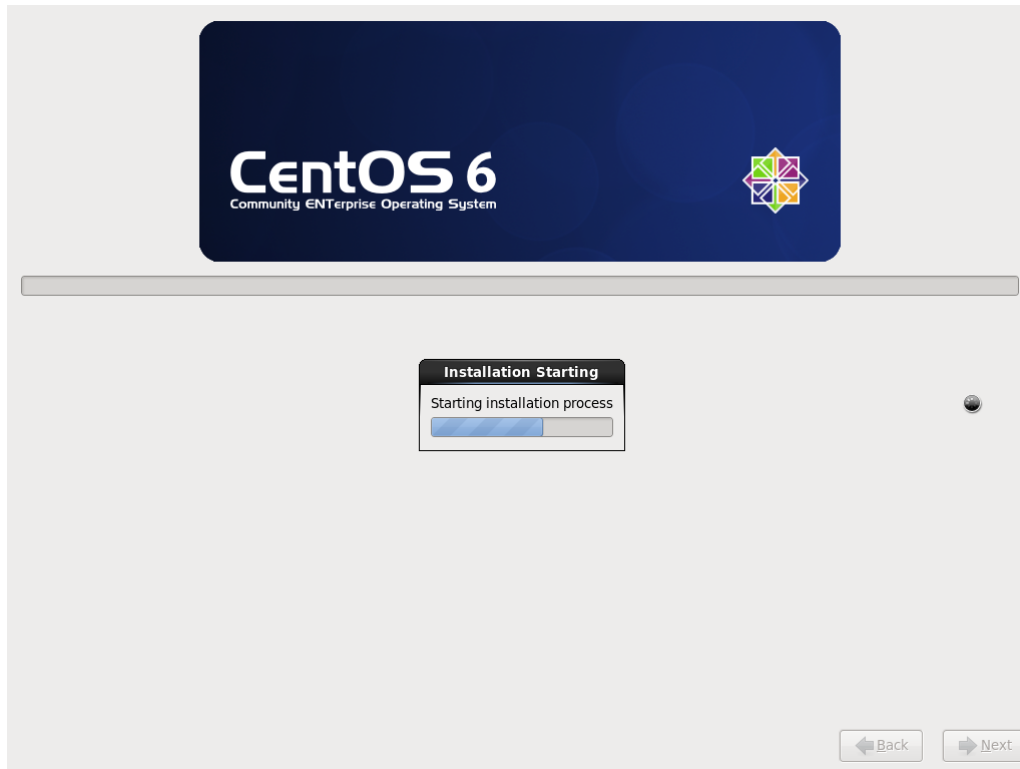 CentOS 6
Community ENTerprise Operating System
Installation Starting
Starting installation process
Back
Next